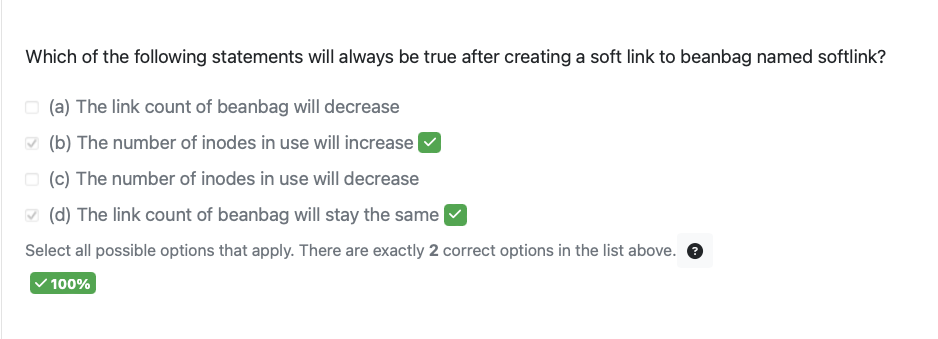 Which of the following statements will always be true after creating a soft link to beanbag named softlink?
(a) The link count of beanbag will decrease
(b) The number of inodes in use will increase
(c) The number of inodes in use will decrease
(d) The link count of beanbag will stay the same
Select all possible options that apply. There are exactly 2 correct options in the list above. ?
100%